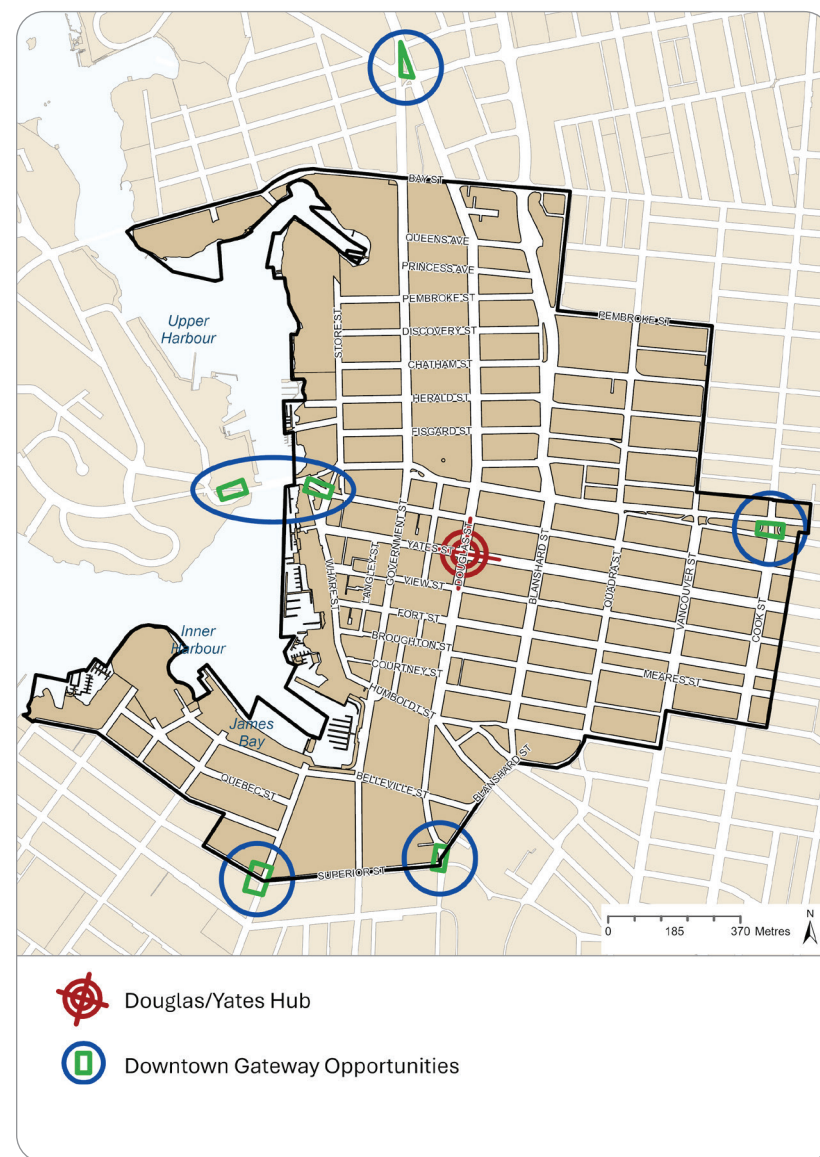 BAY ST
QUEENS AVE
PRINCESS AVE
PEMBROKE ST
PEMBROKE ST
Upper
Harbour
STORE ST
DISCOVERY ST
CHATHAM ST
HERALD ST
FISGARD ST
GOVERNMENT ST
DOUGLAS ST
YATES ST
LANGLEY ST
WHARF ST
BLANSHARD ST
QUADRA ST
VANCOUVER ST
COOK ST
VIEW ST
FORT ST
Inner
Harbour
BROUGHTON ST
COURTNEY ST
MEARES ST
HUMBOLDT ST
James
Bay
BLANSHARD ST
QUEBEC ST
BELLEVILLE ST
SUPERIOR ST
N
0 185 370 Metres
Douglas/Yates Hub
Downtown Gateway Opportunities